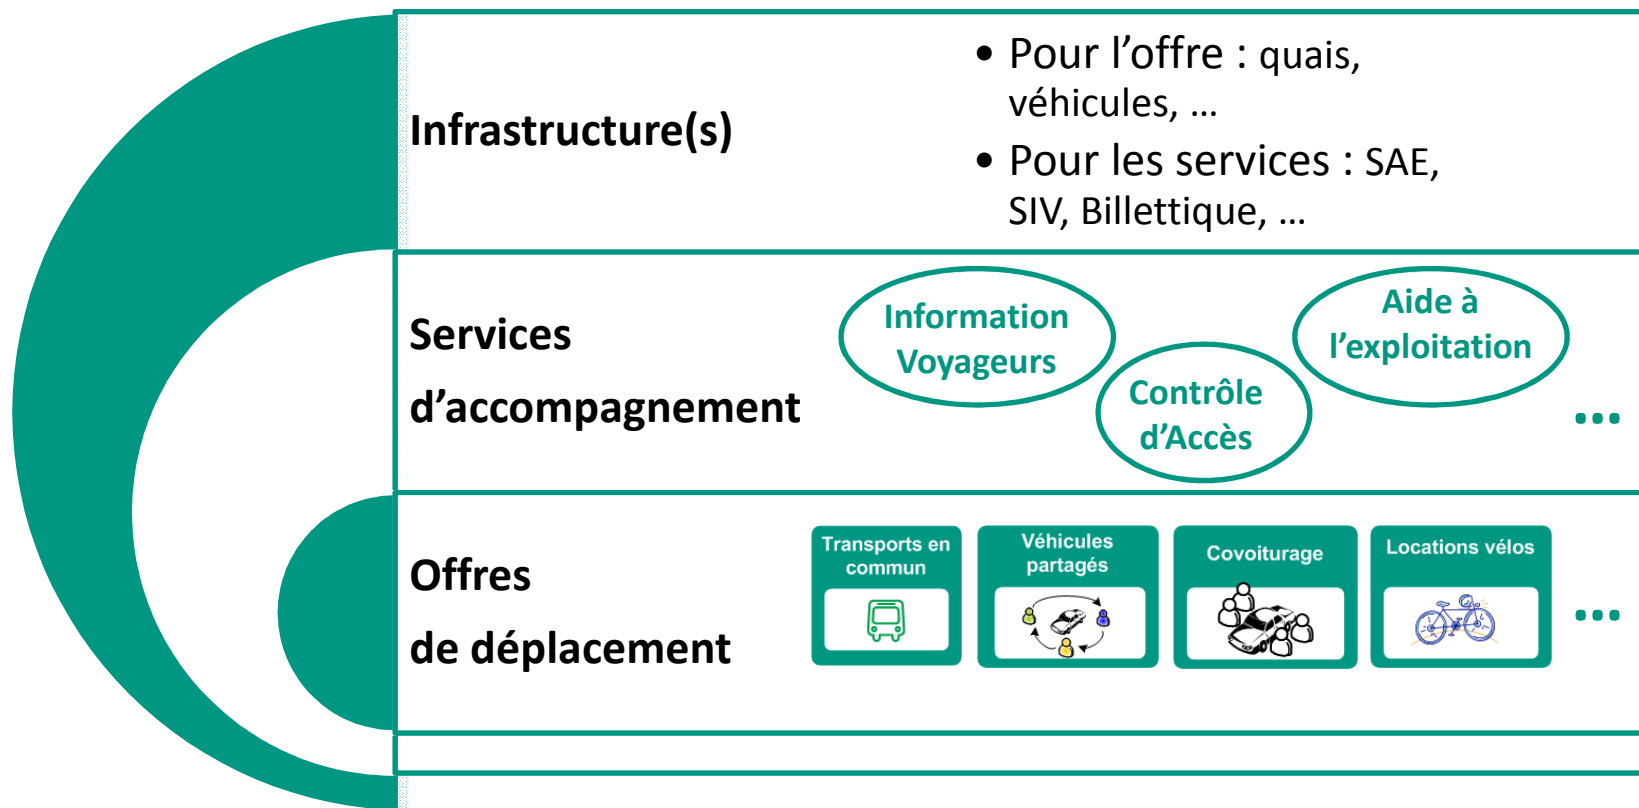 Infrastructure(s)
• Pour l’offre : quais,
véhicules, ...
• Pour les services : SAE,
SIV, Billettique, ...
Services
d’accompagnement
Information
Voyageurs
Contrôle
d’Accès
Aide à
l’exploitation
...
Offres
de déplacement
Transports en
commun
Véhicules
partagés
Covoiturage
Locations vélos
...